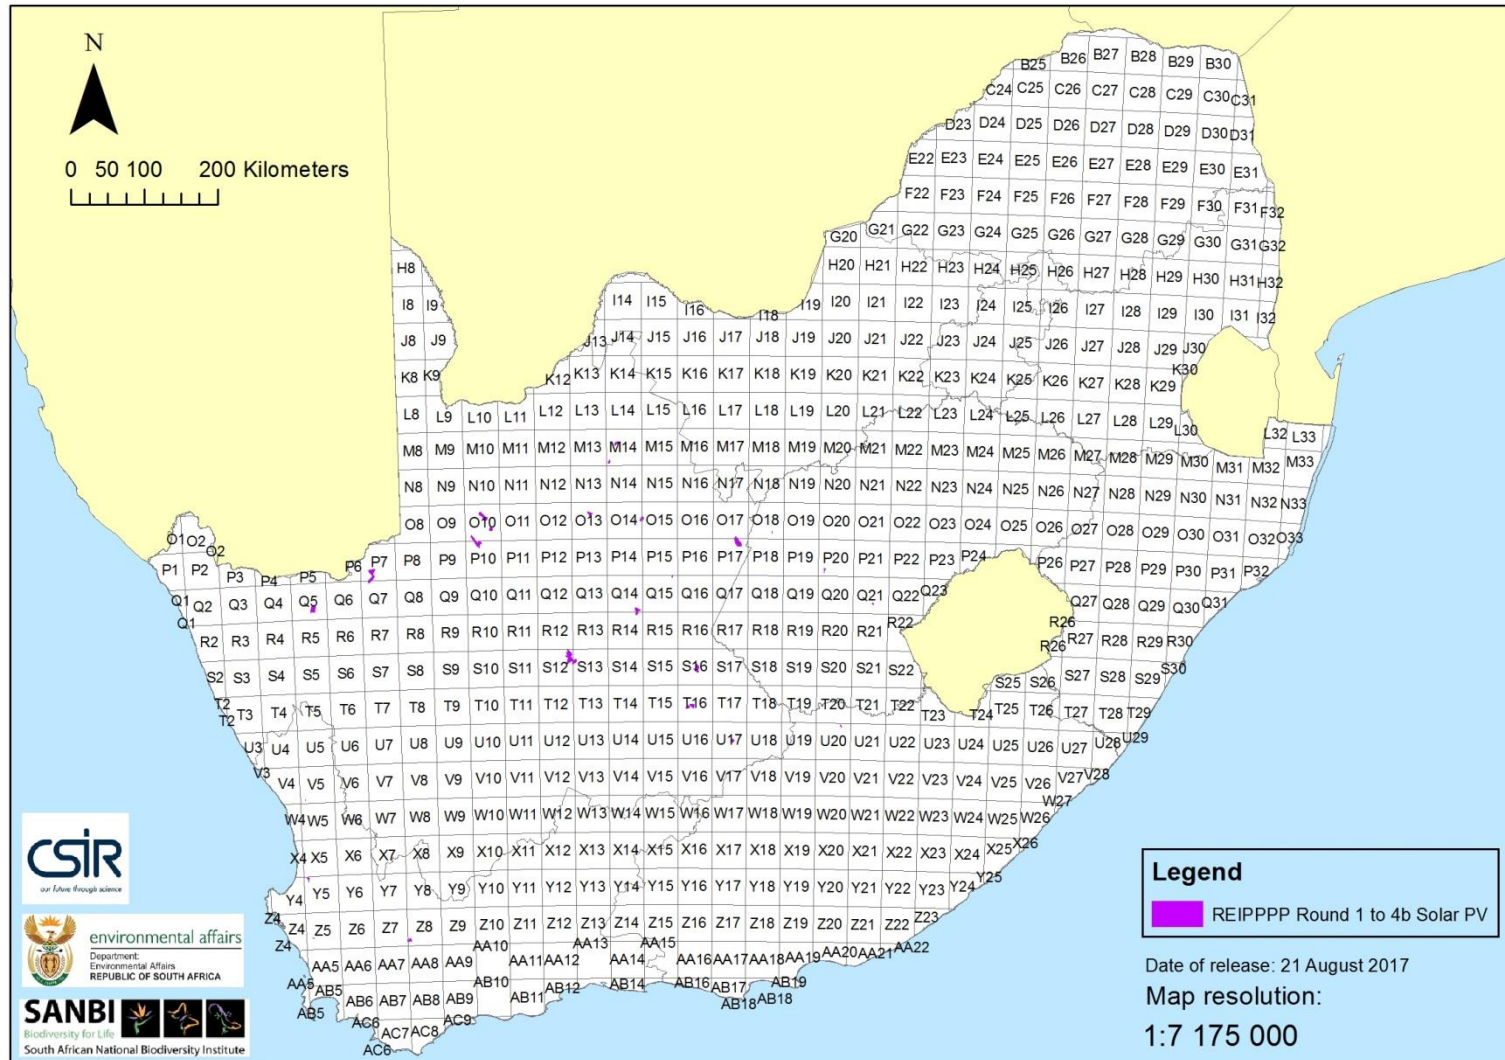 N
0 50 100 200 Kilometers
B25 B26 B27 B28 B29 B30
C24 C25 C26 C27 C28 C29 C30 C31
D23 D24 D25 D26 D27 D28 D29 D30 D31
E22 E23 E24 E25 E26 E27 E28 E29 E30 E31
F22 F23 F24 F25 F26 F27 F28 F29 F30 F31 F32
G20 G21 G22 G23 G24 G25 G26 G27 G28 G29 G30 G31 G32
H8 H20 H21 H22 H23 H24 H25 H26 H27 H28 H29 H30 H31 H32
I8 I9 I14 I15 I16 I18 I19 I20 I21 I22 I23 I24 I25 I26 I27 I28 I29 I30 I31 I32
J8 J9 J13 J14 J15 J16 J17 J18 J19 J20 J21 J22 J23 J24 J25 J26 J27 J28 J29 J30
K8 K9 K12 K13 K14 K15 K16 K17 K18 K19 K20 K21 K22 K23 K24 K25 K26 K27 K28 K29 K30
L8 L9 L10 L11 L12 L13 L14 L15 L16 L17 L18 L19 L20 L21 L22 L23 L24 L25 L26 L27 L28 L29 L30 L32 L33
M8 M9 M10 M11 M12 M13 M14 M15 M16 M17 M18 M19 M20 M21 M22 M23 M24 M25 M26 M27 M28 M29 M30 M31 M32 M33
N8 N9 N10 N11 N12 N13 N14 N15 N16 N17 N18 N19 N20 N21 N22 N23 N24 N25 N26 N27 N28 N29 N30 N31 N32 N33
O1 O2 O2 O8 O9 O10 O11 O12 O13 O14 O15 O16 O17 O18 O19 O20 O21 O22 O23 O24 O25 O26 O27 O28 O29 O30 O31 O32 O33
P1 P2 P3 P4 P5 P6 P7 P8 P9 P10 P11 P12 P13 P14 P15 P16 P17 P18 P19 P20 P21 P22 P23 P24 P26 P27 P28 P29 P30 P31 P32
Q1 Q1 Q2 Q3 Q4 Q5 Q6 Q7 Q8 Q9 Q10 Q11 Q12 Q13 Q14 Q15 Q16 Q17 Q18 Q19 Q20 Q21 Q22 Q23 Q27 Q28 Q29 Q30 Q31
R2 R3 R4 R5 R6 R7 R8 R9 R10 R11 R12 R13 R14 R15 R16 R17 R18 R19 R20 R21 R22 R26 R26 R27 R28 R29 R30
S2 S3 S4 S5 S6 S7 S8 S9 S10 S11 S12 S13 S14 S15 S16 S17 S18 S19 S20 S21 S22 S25 S26 S27 S28 S29 S30
T2 T2 T3 T4 T5 T6 T7 T8 T9 T10 T11 T12 T13 T14 T15 T16 T17 T18 T19 T20 T21 T22 T23 T24 T25 T26 T27 T28 T29
U3 U4 U5 U6 U7 U8 U9 U10 U11 U12 U13 U14 U15 U16 U17 U18 U19 U20 U21 U22 U23 U24 U25 U26 U27 U28 U29
V3 V4 V5 V6 V7 V8 V9 V10 V11 V12 V13 V14 V15 V16 V17 V18 V19 V20 V21 V22 V23 V24 V25 V26 V27 V28
W4 W5 W6 W7 W8 W9 W10 W11 W12 W13 W14 W15 W16 W17 W18 W19 W20 W21 W22 W23 W24 W25 W26 W27
X4 X5 X6 X7 X8 X9 X10 X11 X12 X13 X14 X15 X16 X17 X18 X19 X20 X21 X22 X23 X24 X25 X26
Y4 Y5 Y6 Y7 Y8 Y9 Y10 Y11 Y12 Y13 Y14 Y15 Y16 Y17 Y18 Y19 Y20 Y21 Y22 Y23 Y24 Y25
Z4 Z4 Z4 Z5 Z6 Z7 Z8 Z9 Z10 Z11 Z12 Z13 Z14 Z15 Z16 Z17 Z18 Z19 Z20 Z21 Z22 Z23
AA5 AA5 AA6 AA7 AA8 AA9 AA10 AA11 AA12 AA13 AA14 AA15 AA16 AA17 AA18 AA19 AA20 AA21 AA22
AB5 AB5 AB6 AB7 AB8 AB9 AB10 AB11 AB12 AB14 AB16 AB17 AB18 AB18 AB19
AC6 AC6 AC7 AC8 AC9
CSIR
our future through science
environmental affairs
Department:
Environmental Affairs
REPUBLIC OF SOUTH AFRICA
SANBI
Biodiversity for Life
South African National Biodiversity Institute
Legend
REIPPPP Round 1 to 4b Solar PV
Date of release: 21 August 2017
Map resolution:
1:7 175 000